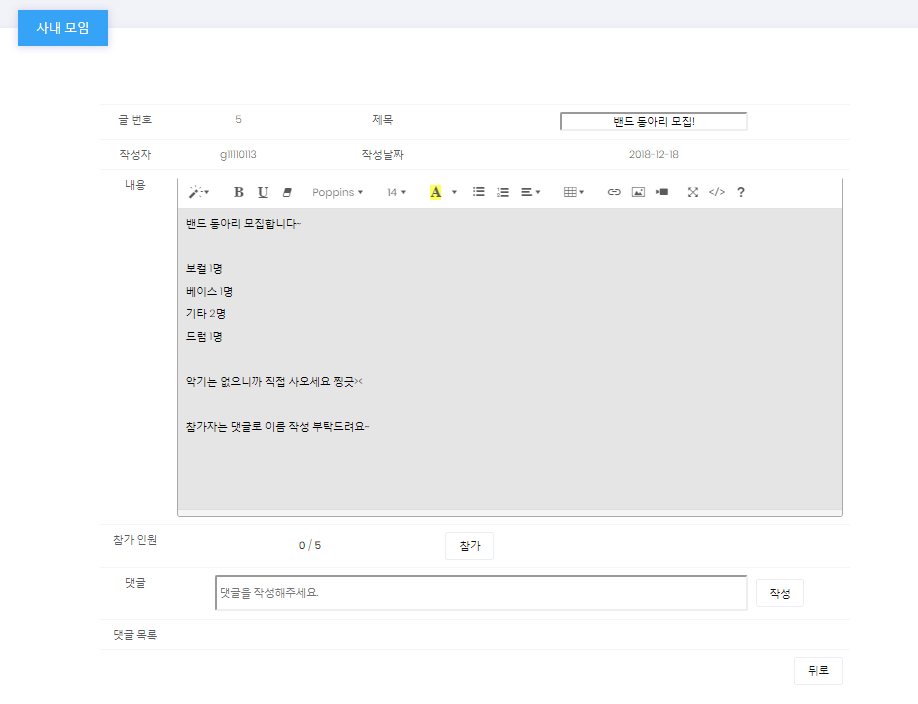 사내 모임
글 번호 5 제목 밴드 동아리 모집!
작성자 g11110113 작성날짜 2018-12-18
내용
B U Poppins 14 A </> ?
밴드 동아리 모집합니다~
보컬 1명
베이스 1명
기타 2명
드럼 1명
악기는 없으니까 직접 사오세요 찡긋><
참가자는 댓글로 이름 작성 부탁드려요~
참가 인원 0 / 5 참가
댓글 댓글을 작성해주세요. 작성
댓글 목록
뒤로